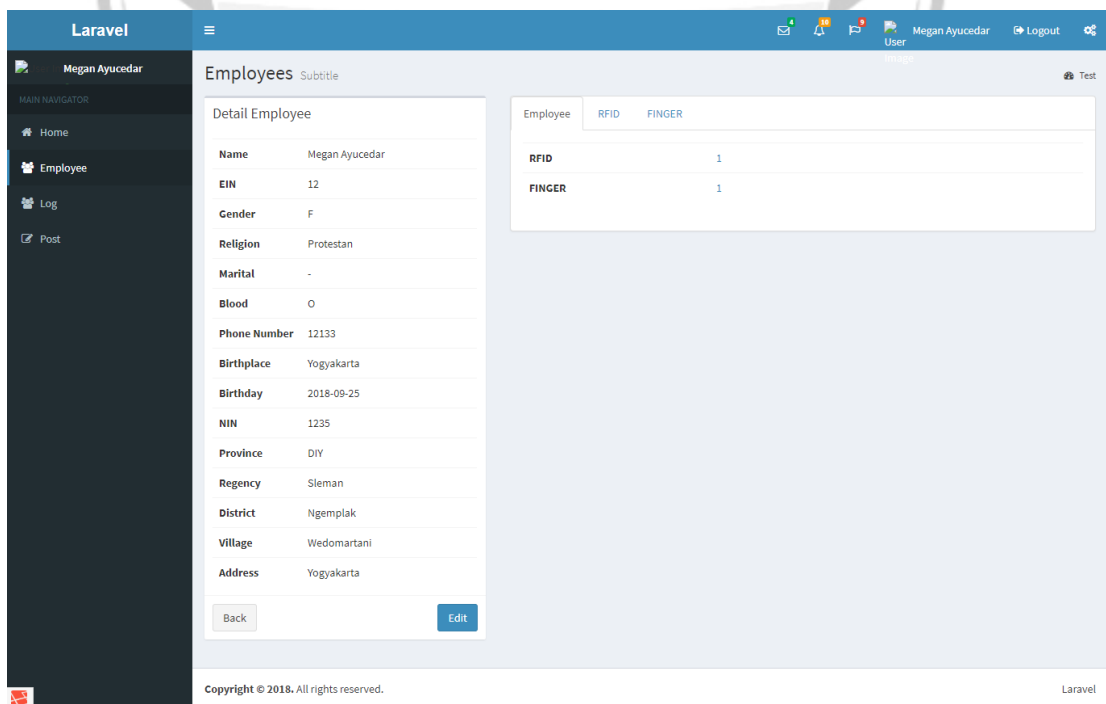 Laravel
4 10 9 User Image Megan Ayucedar Logout
Megan Ayucedar
MAIN NAVIGATOR
Home
Employee
Log
Post
Employees Subtitle
Test
Detail Employee
Name Megan Ayucedar
EIN 12
Gender F
Religion Protestan
Marital -
Blood O
Phone Number 12133
Birthplace Yogyakarta
Birthday 2018-09-25
NIN 1235
Province DIY
Regency Sleman
District Ngemplak
Village Wedomartani
Address Yogyakarta
Back Edit
Employee RFID FINGER
RFID 1
FINGER 1
Copyright © 2018. All rights reserved.
Laravel